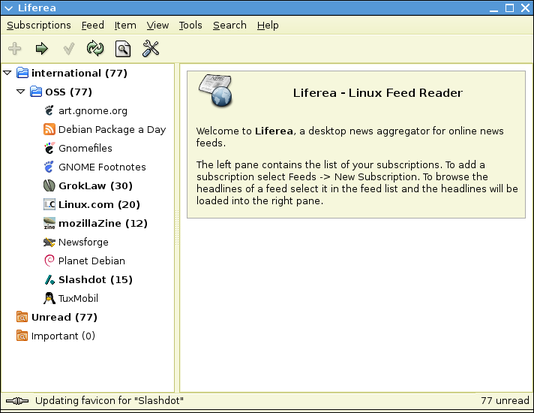 Liferea
Subscriptions Feed Item View Tools Search Help
international (77)
OSS (77)
art.gnome.org
Debian Package a Day
Gnomefiles
GNOME Footnotes
GrokLaw (30)
Linux.com (20)
mozillaZine (12)
Newsforge
Planet Debian
Slashdot (15)
TuxMobil
Unread (77)
Important (0)
Liferea - Linux Feed Reader
Welcome to Liferea, a desktop news aggregator for online news
feeds.
The left pane contains the list of your subscriptions. To add a
subscription select Feeds -> New Subscription. To browse the
headlines of a feed select it in the feed list and the headlines will be
loaded into the right pane.
Updating favicon for "Slashdot"
77 unread